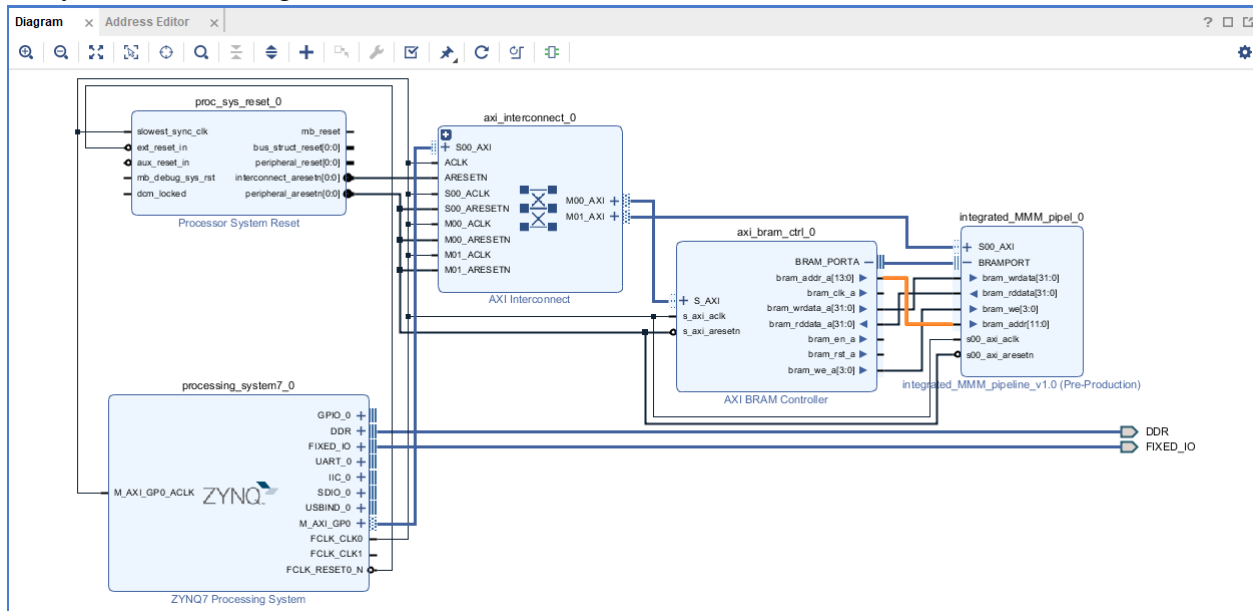 Diagram × Address Editor ×
?
proc_sys_reset_0
slowest_sync_clk
ext_reset_in
aux_reset_in
mb_debug_sys_rst
dcm_locked
mb_reset
bus_struct_reset[0:0]
peripheral_reset[0:0]
interconnect_aresetn[0:0]
peripheral_aresetn[0:0]
Processor System Reset
axi_interconnect_0
S00_AXI
ACLK
ARESETN
S00_ACLK
S00_ARESETN
M00_ACLK
M00_ARESETN
M01_ACLK
M01_ARESETN
M00_AXI
M01_AXI
AXI Interconnect
axi_bram_ctrl_0
S_AXI
s_axi_aclk
s_axi_aresetn
BRAM_PORTA
bram_addr_a[13:0]
bram_clk_a
bram_wrdata_a[31:0]
bram_rddata_a[31:0]
bram_en_a
bram_rst_a
bram_we_a[3:0]
AXI BRAM Controller
integrated_MMM_pipel_0
S00_AXI
BRAMPORT
bram_wrdata[31:0]
bram_rddata[31:0]
bram_we[3:0]
bram_addr[11:0]
s00_axi_aclk
s00_axi_aresetn
integrated_MMM_pipeline_v1.0 (Pre-Production)
processing_system7_0
M_AXI_GP0_ACLK
ZYNQ
GPIO_0
DDR
FIXED_IO
UART_0
IIC_0
SDIO_0
USBIND_0
M_AXI_GP0
FCLK_CLK0
FCLK_CLK1
FCLK_RESET0_N
ZYNQ7 Processing System
DDR
FIXED_IO